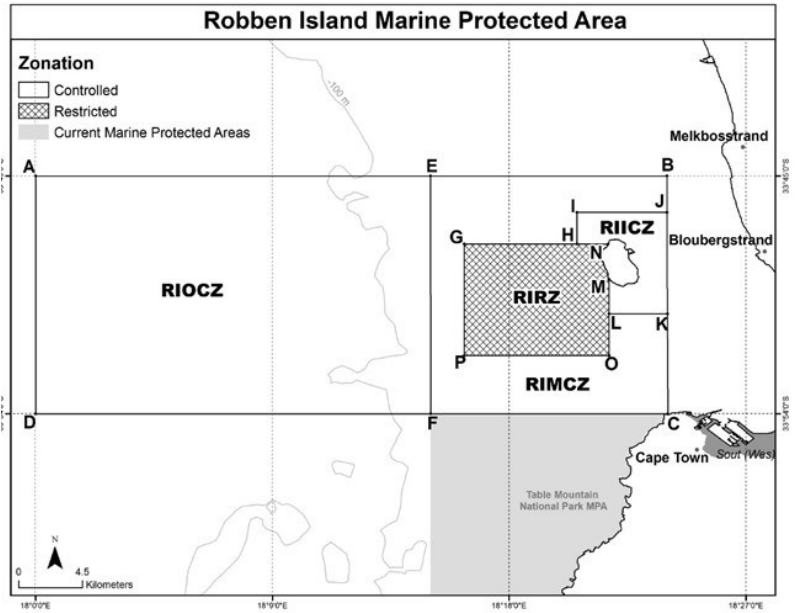 Robben Island Marine Protected Area
Zonation
Controlled
Restricted
Current Marine Protected Areas
-100 m
Melkbosstrand
A
E
B
33°45'0"S
I
J
RIICZ
G
H
N
Bloubergstrand
RIOCZ
RIRZ
M
L
K
P
O
RIMCZ
D
F
C
33°54'0"S
Cape Town
Sout (Wes)
Table Mountain
National Park MPA
N
0
4.5
Kilometers
18°0'0"E
18°9'0"E
18°18'0"E
18°27'0"E